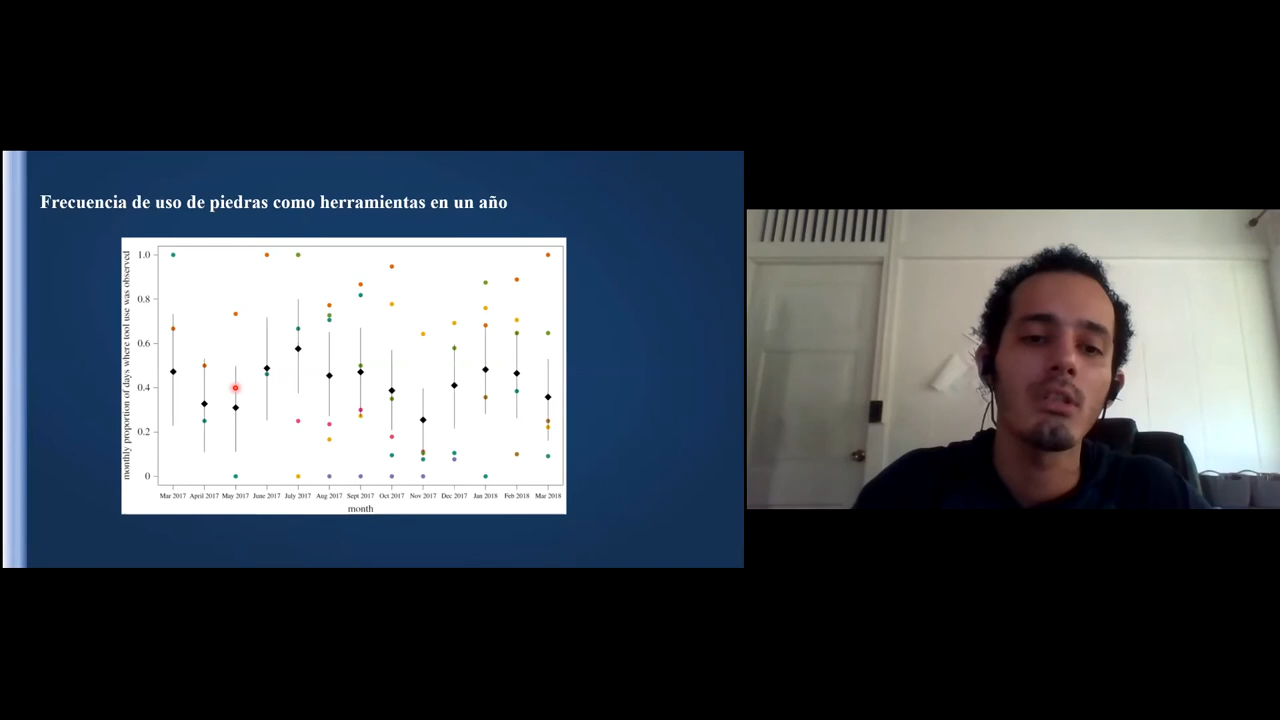 Frecuencia de uso de piedras como herramientas en un año
monthly proportion of days where tool use was observed
1.0
0.8
0.6
0.4
0.2
0
Mar 2017 April 2017 May 2017 June 2017 July 2017 Aug 2017 Sept 2017 Oct 2017 Nov 2017 Dec 2017 Jan 2018 Feb 2018 Mar 2018
month